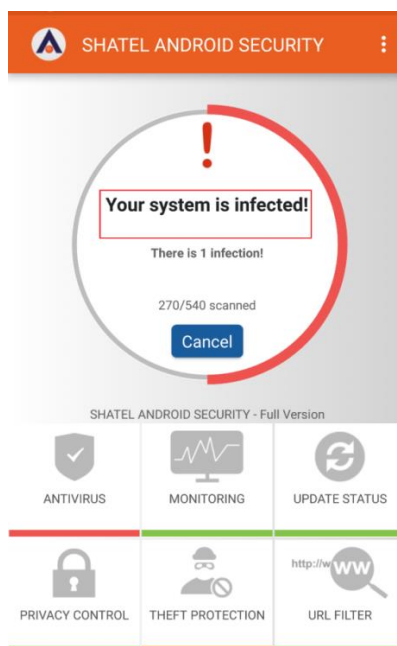 SHATEL ANDROID SECURITY
!
Your system is infected!
There is 1 infection!
270/540 scanned
Cancel
SHATEL ANDROID SECURITY - Full Version
ANTIVIRUS
MONITORING
UPDATE STATUS
http://w WW
PRIVACY CONTROL
THEFT PROTECTION
URL FILTER